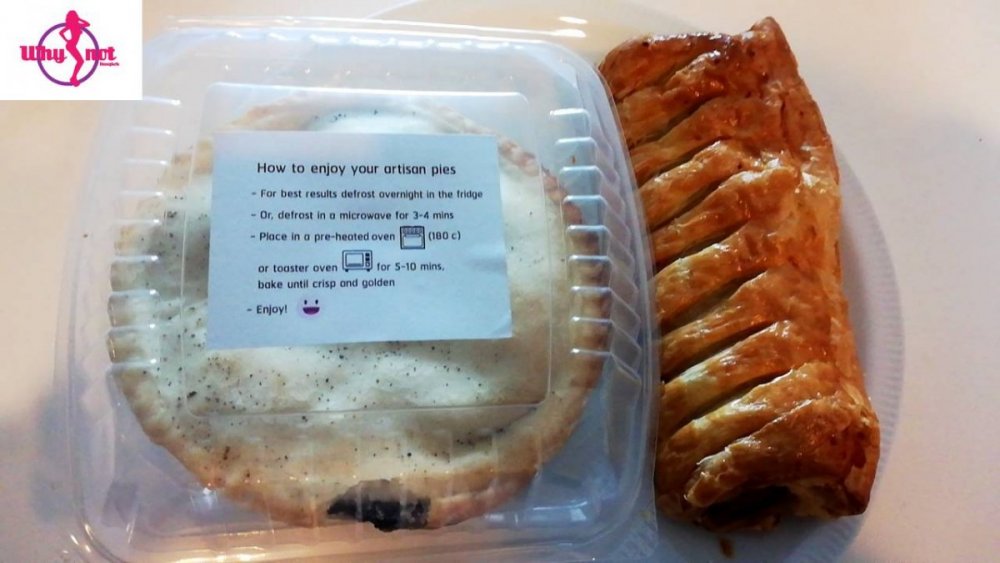 Why not
How to enjoy your artisan pies
- For best results defrost overnight in the fridge
- Or, defrost in a microwave for 3-4 mins
- Place in a pre-heated oven (180 c)
or toaster oven for 5-10 mins,
bake until crisp and golden
- Enjoy!